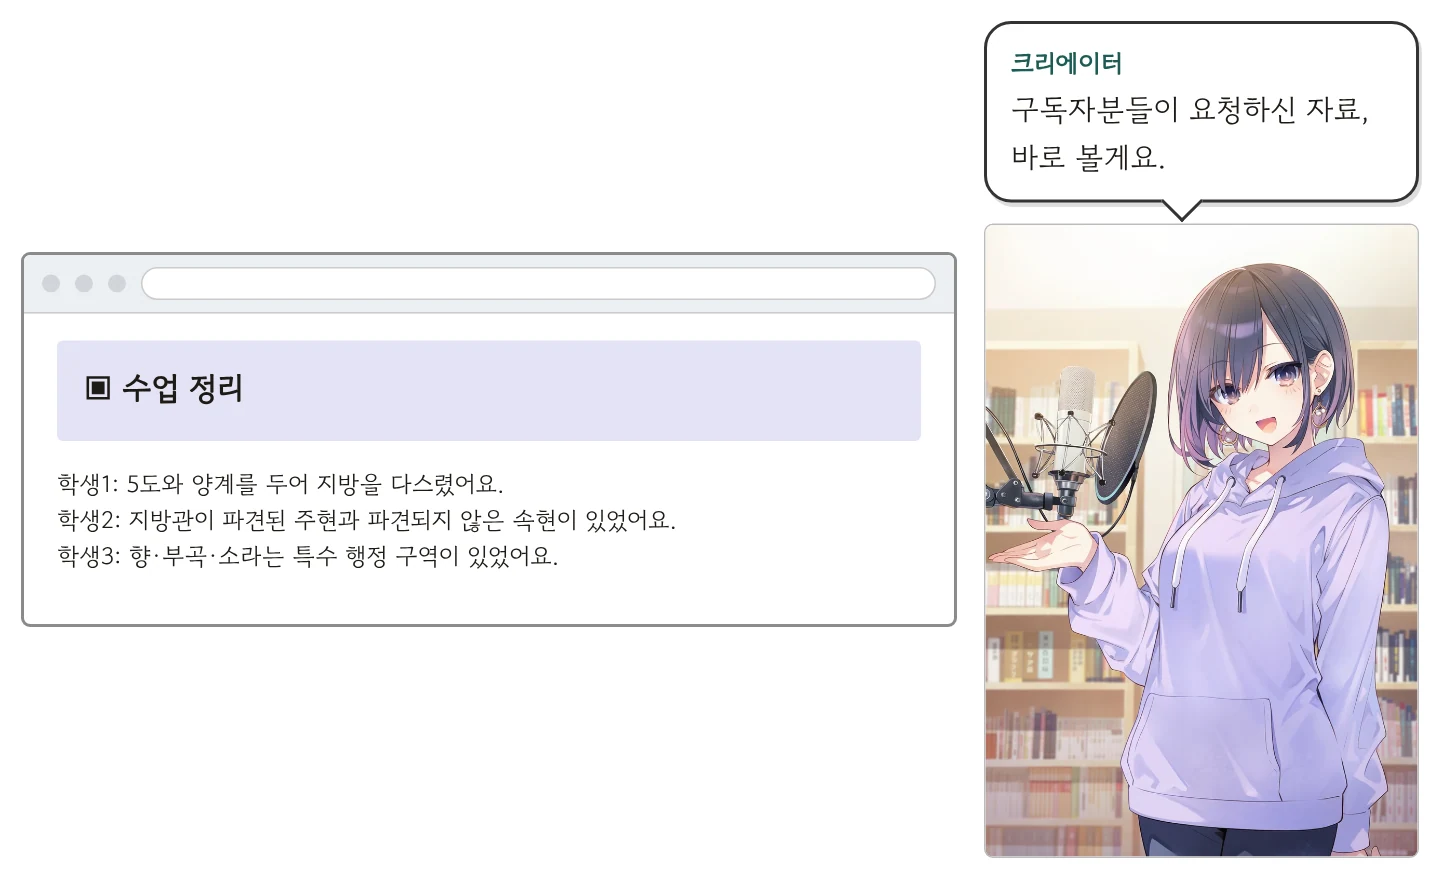 크리에이터
구독자분들이 요청하신 자료,
바로 볼게요.
▣ 수업 정리
학생1: 5도와 양계를 두어 지방을 다스렸어요.
학생2: 지방관이 파견된 주현과 파견되지 않은 속현이 있었어요.
학생3: 향·부곡·소라는 특수 행정 구역이 있었어요.